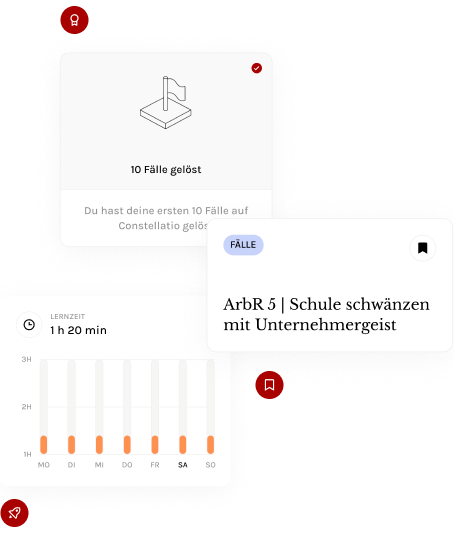 10 Fälle gelöst
Du hast deine ersten 10 Fälle auf
Constellatio gelös
FÄLLE
ArbR 5 | Schule schwänzen
mit Unternehmergeist
LERNZEIT
1 h 20 min
3H
2H
1H
MO DI MI DO FR SA SO